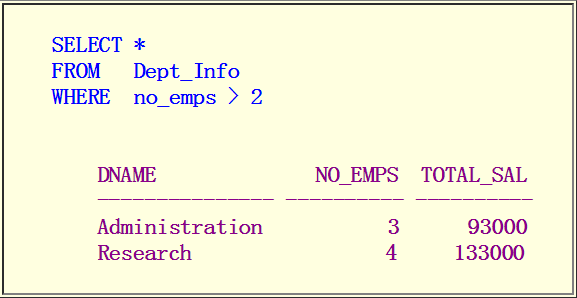 SELECT *
FROM Dept_Info
WHERE no_emps > 2
DNAME NO_EMPS TOTAL_SAL
--------------- ---------- ----------
Administration 3 93000
Research 4 133000